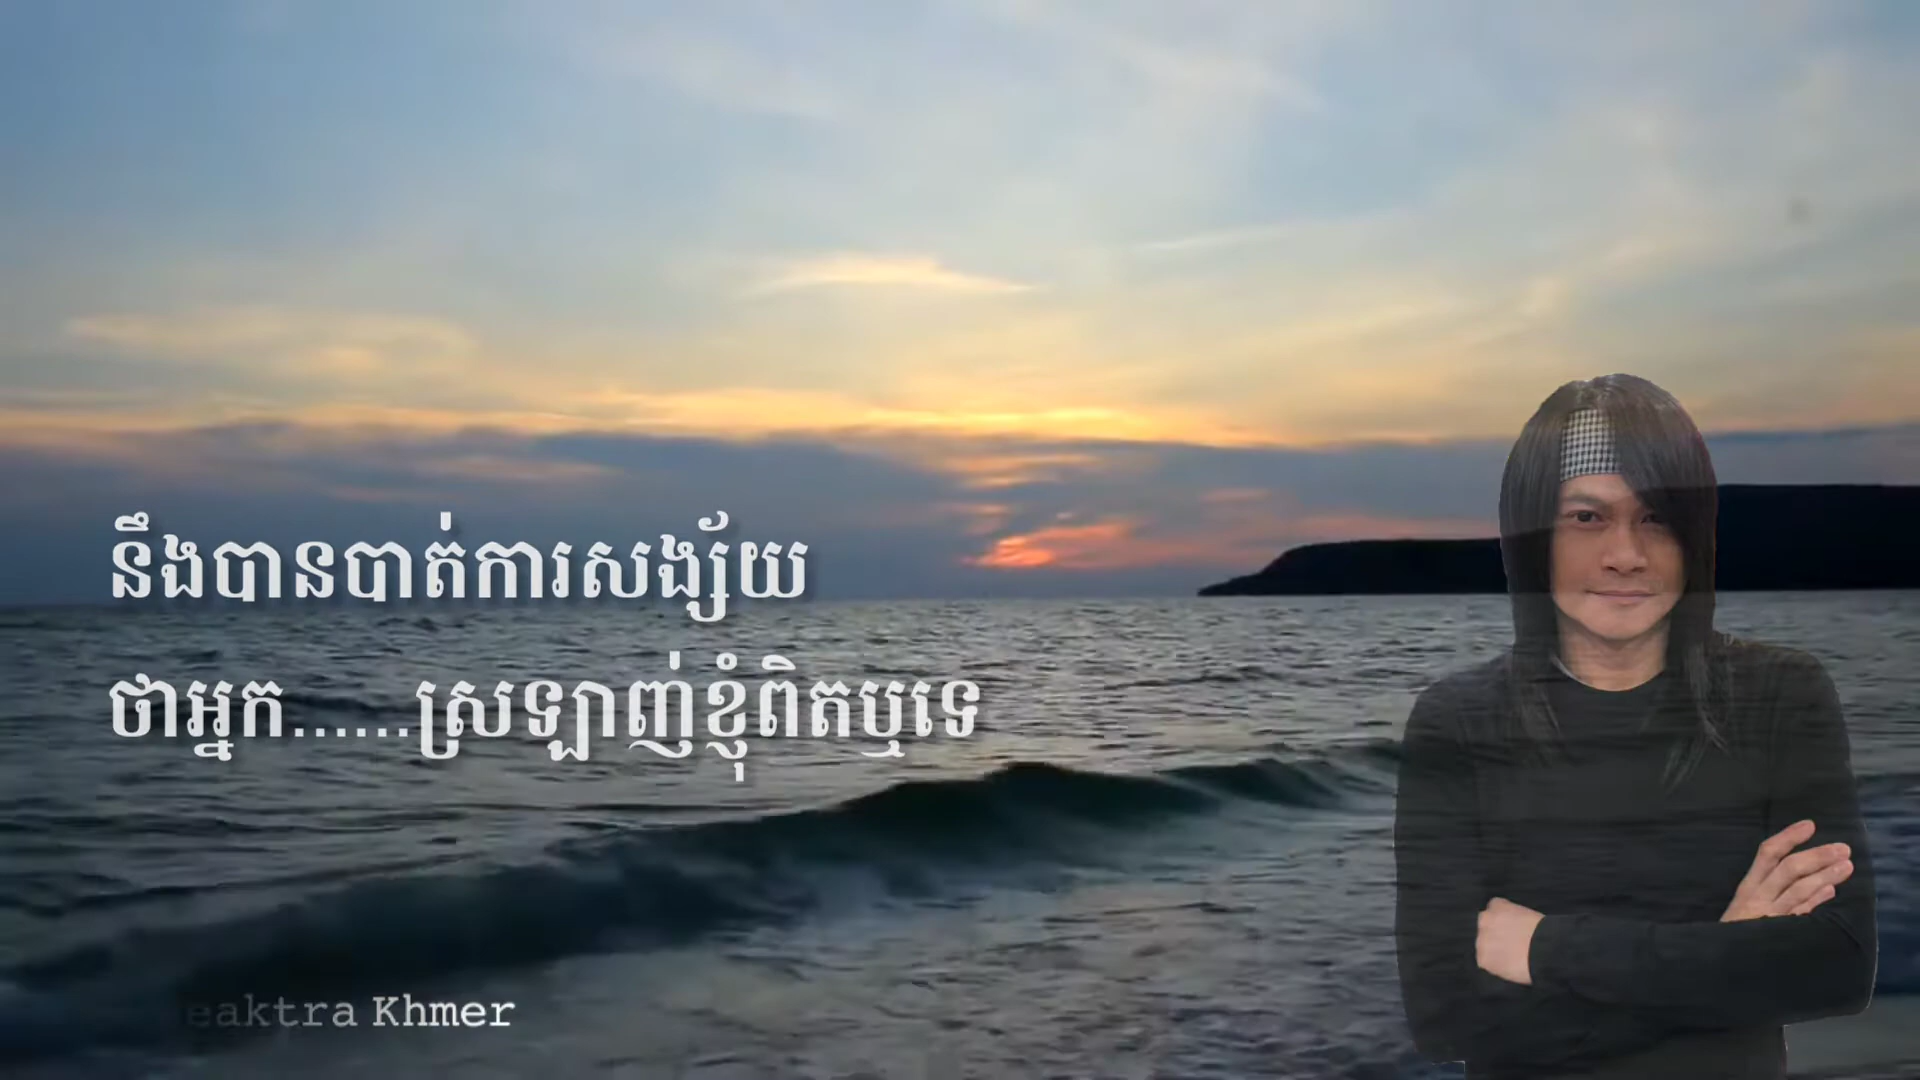 នឹងបានបាត់ការសង្ស័យ
ថាអ្នក......ស្រឡាញ់ខ្ញុំពិតឬទេ
eaktra Khmer